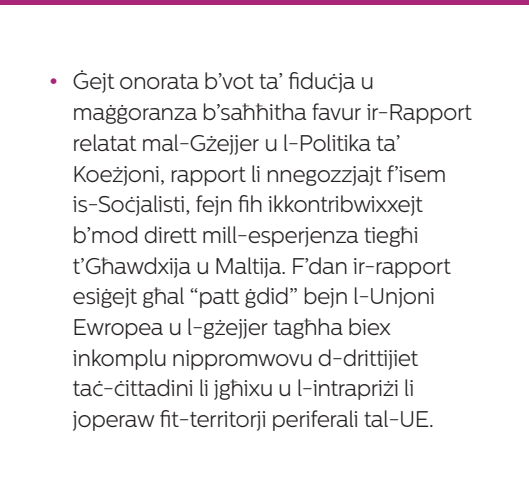 • Ġejt onorata b'vot ta' fiduċja u
maġġoranza b'saħħitha favur ir-Rapport
relatat mal-Gżejjer u l-Politika ta'
Koeżjoni, rapport li nnegozzjajt f'isem
is-Soċjalisti, fejn fih ikkontribwixxejt
b'mod dirett mill-esperjenza tiegħi
t'Għawdxija u Maltija. F'dan ir-rapport
esiġejt għal “patt ġdid” bejn l-Unjoni
Ewropea u l-gżejjer tagħha biex
inkomplu nippromwovu d-drittijiet
taċ-ċittadini li jgħixu u l-intrapriżi li
joperaw fit-territorji periferali tal-UE.